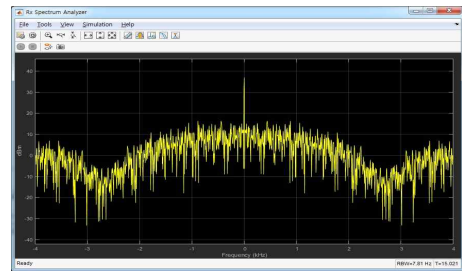 Rx Spectrum Analyzer
File Tools View Simulation Help
40
30
20
10
0
-10
-20
-30
-40
dBm
-4 -3 -2 -1 0 1 2 3 4
Frequency (kHz)
Ready RBW=7.81 Hz T=15.021